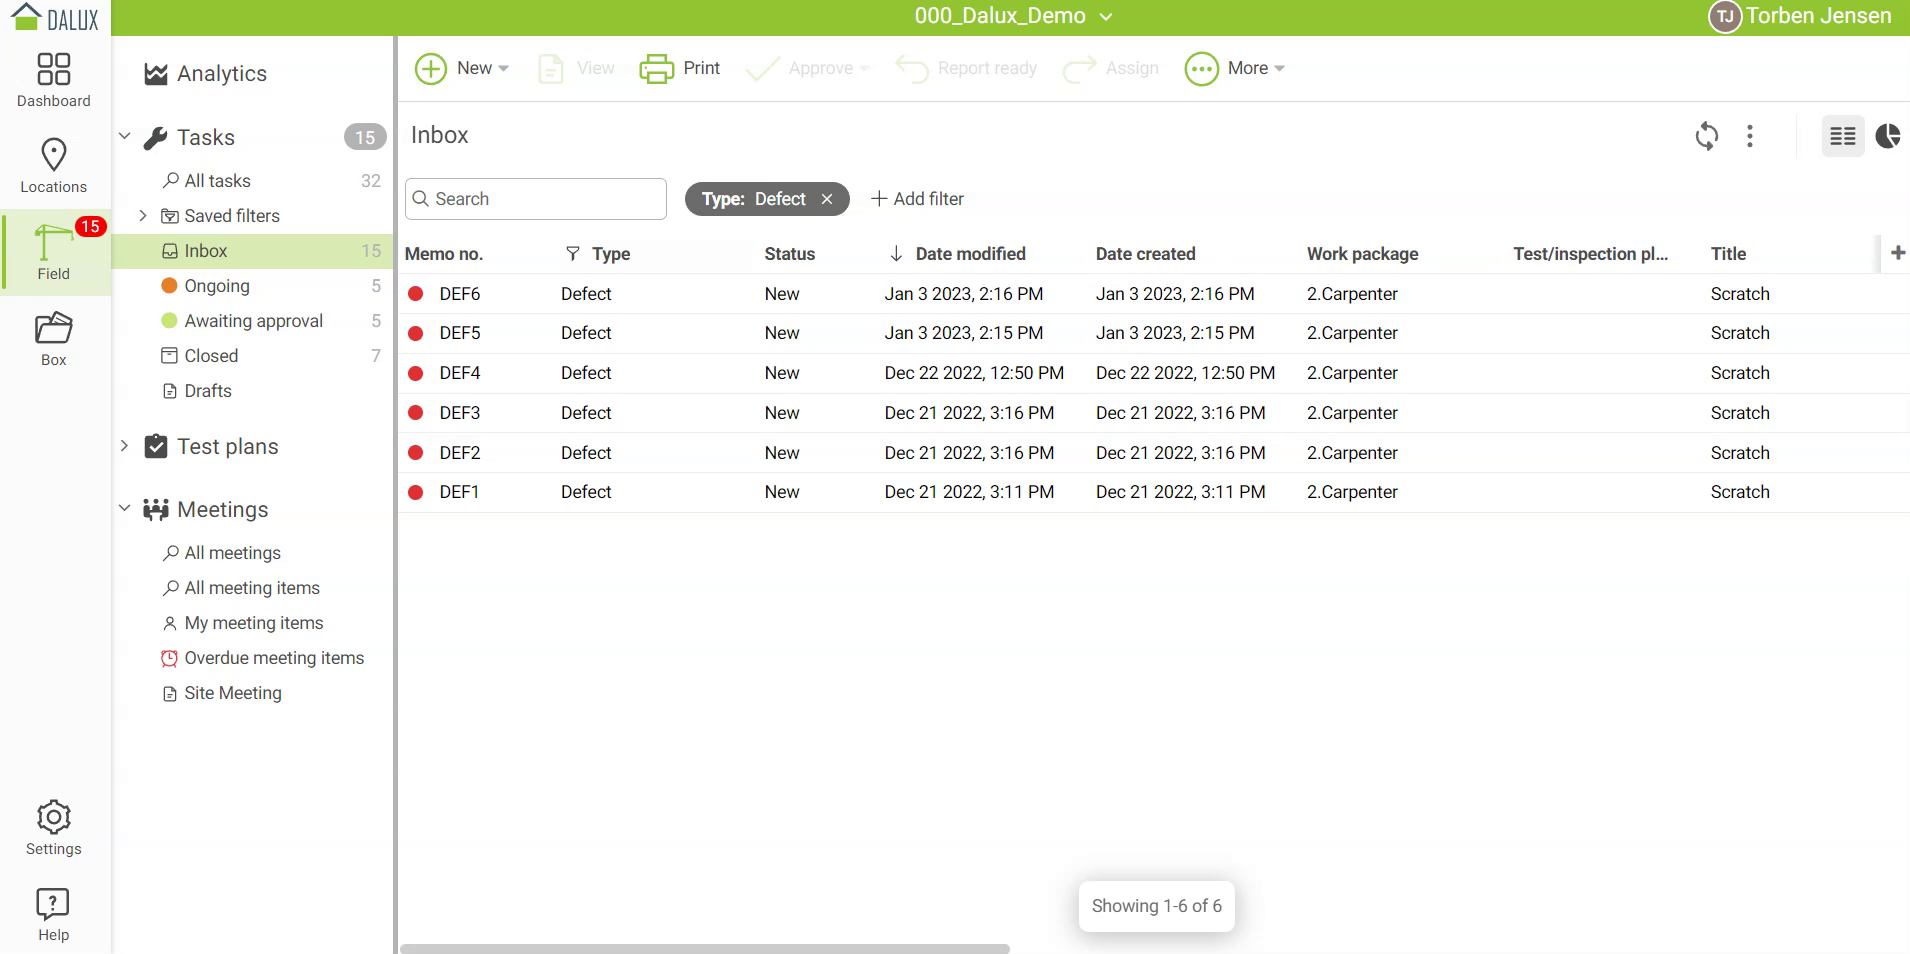 DALUX
000_Dalux_Demo
TJ Torben Jensen
Dashboard
Locations
15
Field
Box
Settings
Help
Analytics
Tasks 15
All tasks 32
Saved filters
Inbox 15
Ongoing 5
Awaiting approval 5
Closed 7
Drafts
Test plans
Meetings
All meetings
All meeting items
My meeting items
Overdue meeting items
Site Meeting
New View Print Approve Report ready Assign More
Inbox
Search Type: Defect Add filter
Memo no. Type Status Date modified Date created Work package Test/inspection pl... Title
DEF6 Defect New Jan 3 2023, 2:16 PM Jan 3 2023, 2:16 PM 2.Carpenter Scratch
DEF5 Defect New Jan 3 2023, 2:15 PM Jan 3 2023, 2:15 PM 2.Carpenter Scratch
DEF4 Defect New Dec 22 2022, 12:50 PM Dec 22 2022, 12:50 PM 2.Carpenter Scratch
DEF3 Defect New Dec 21 2022, 3:16 PM Dec 21 2022, 3:16 PM 2.Carpenter Scratch
DEF2 Defect New Dec 21 2022, 3:16 PM Dec 21 2022, 3:16 PM 2.Carpenter Scratch
DEF1 Defect New Dec 21 2022, 3:11 PM Dec 21 2022, 3:11 PM 2.Carpenter Scratch
Showing 1-6 of 6